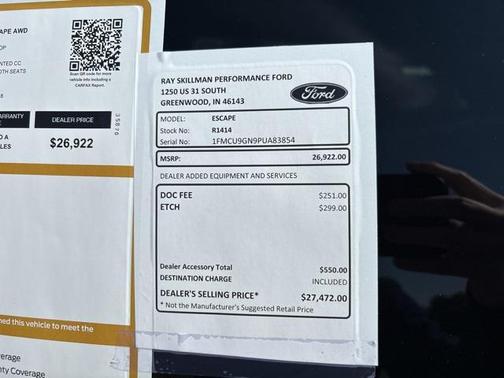 APE AWD
OP
NTED CC
OTH SEATS
Scan QR code for more
vehicle info including a
CARFAX Report.
ARRANTY
DEALER PRICE
$26,922
35870
RAY SKILLMAN PERFORMANCE FORD
1250 US 31 SOUTH
GREENWOOD, IN 46143
Ford
MODEL: ESCAPE
Stock No: R1414
Serial No: 1FMCU9GN9PUA83854
MSRP: 26,922.00
DEALER ADDED EQUIPMENT AND SERVICES
DOC FEE $251.00
ETCH $299.00
Dealer Accessory Total $550.00
DESTINATION CHARGE INCLUDED
DEALER'S SELLING PRICE* $27,472.00
* Not the Manufacturer's Suggested Retail Price
ned this vehicle to meet the
verage
nty Coverage